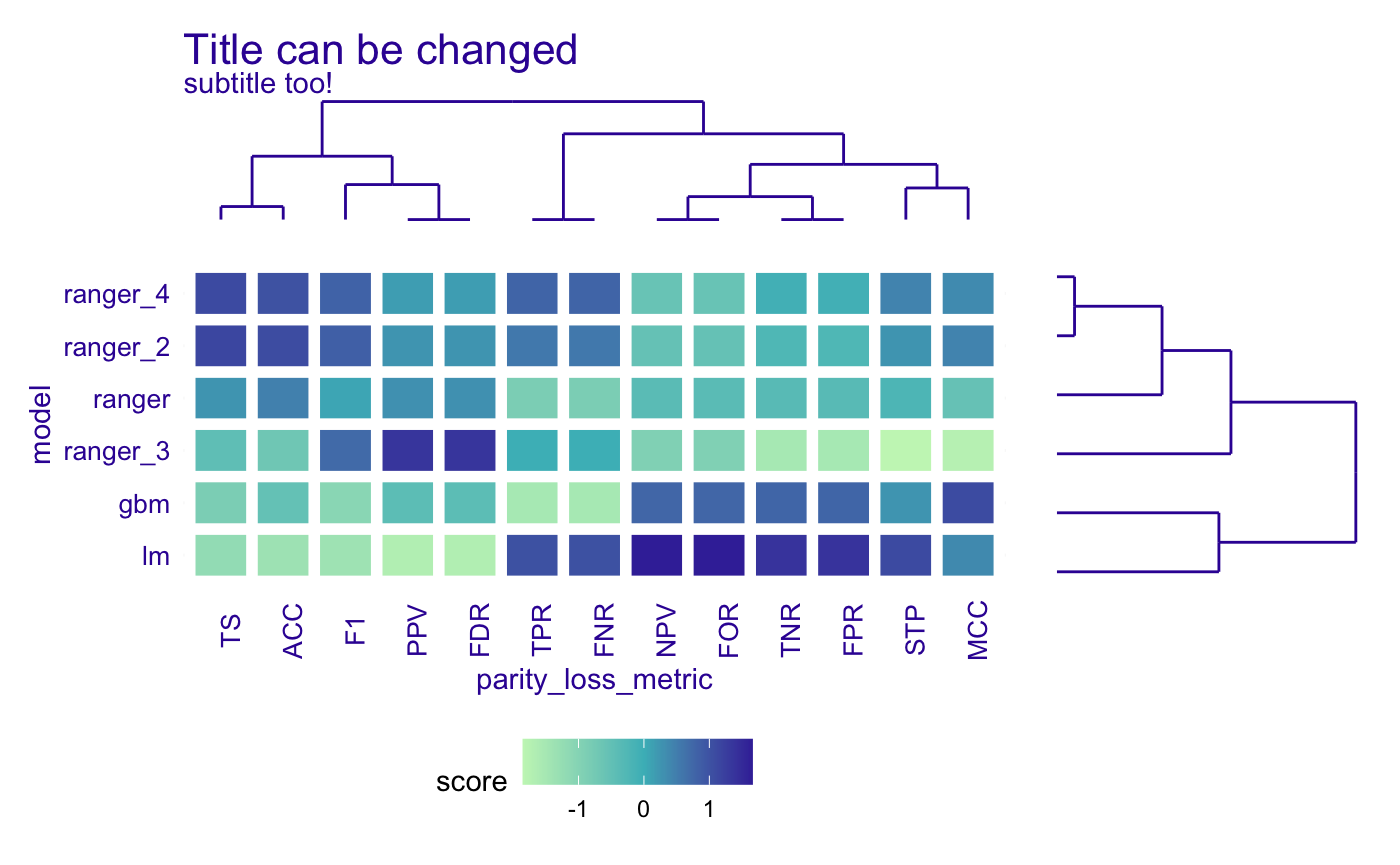 Title can be changed
subtitle too!
ranger_4
ranger_2
ranger
ranger_3
gbm
lm
model
TS ACC F1 PPV FDR TPR FNR NPV FOR TNR FPR STP MCC
parity_loss_metric
score
-1 0 1